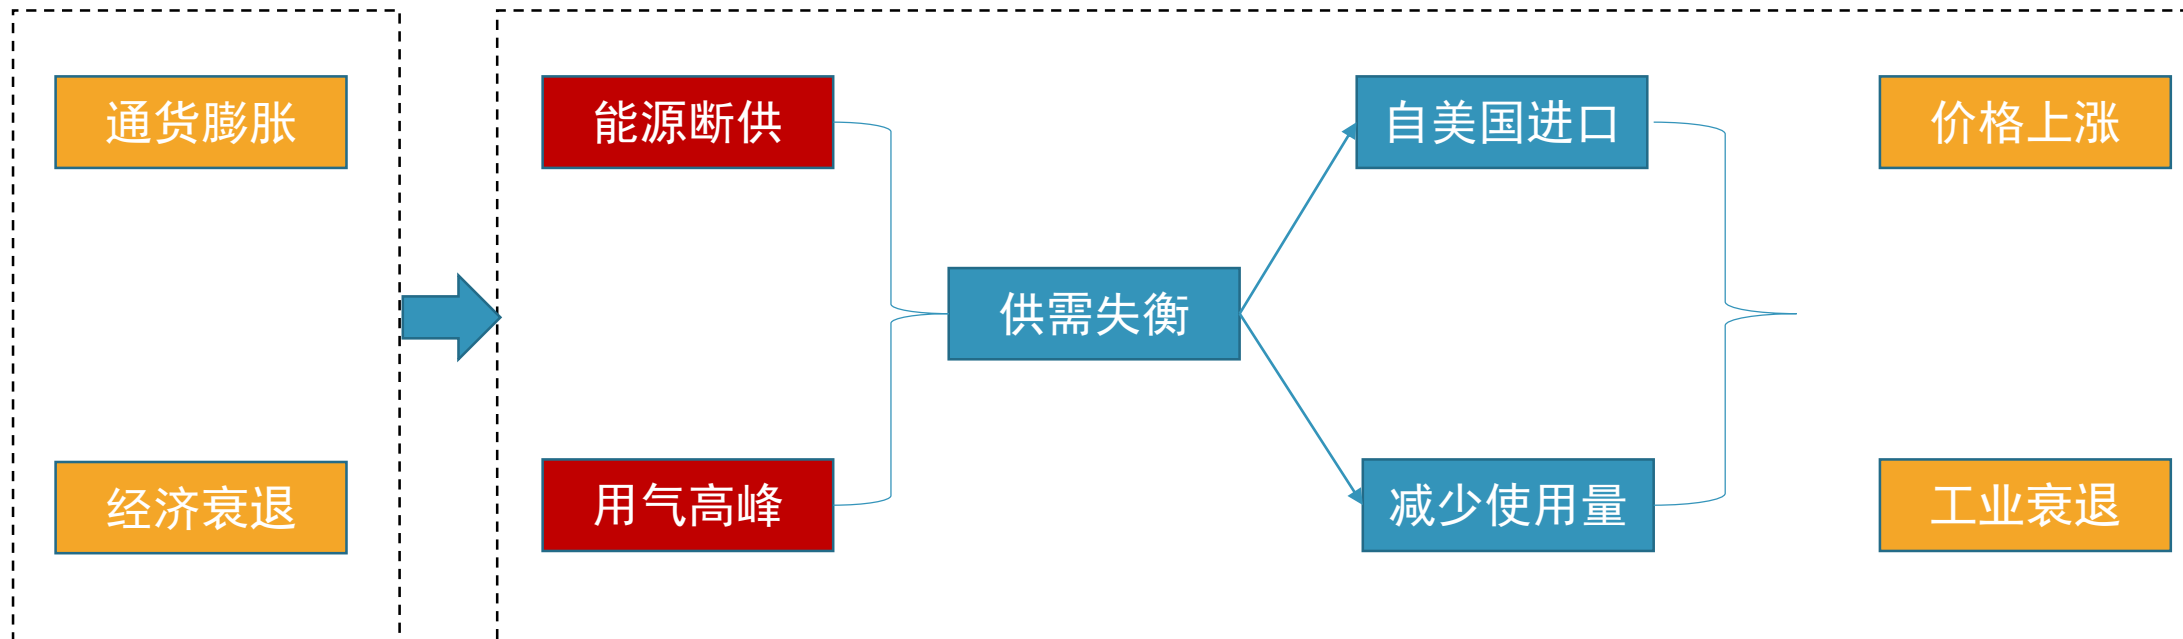 通货膨胀
经济衰退
能源断供
用气高峰
供需失衡
自美国进口
减少使用量
价格上涨
工业衰退